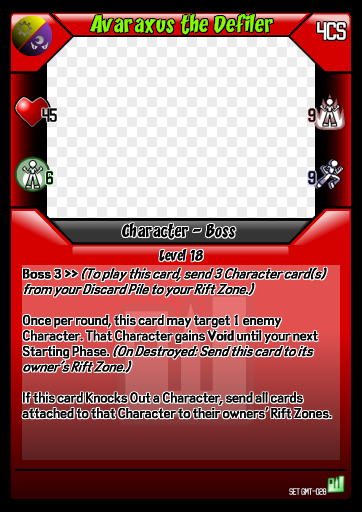 Avaraxus the Defiler
4CS
45
9
6
9
Character - Boss
Level 18
Boss 3 >> (To play this card, send 3 Character card(s)
from your Discard Pile to your Rift Zone.)
Once per round, this card may target 1 enemy
Character. That Character gains Void until your next
Starting Phase. (On Destroyed: Send this card to its
owner's Rift Zone.)
If this card Knocks Out a Character, send all cards
attached to that Character to their owners' Rift Zones.
SET GMT-028